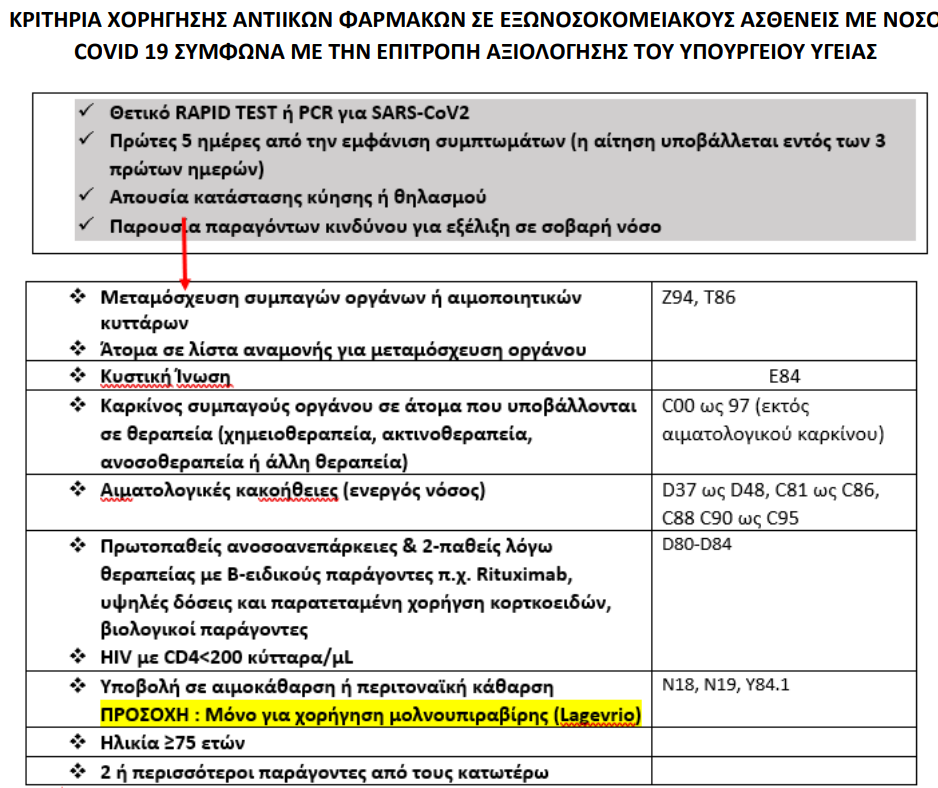 ΚΡΙΤΗΡΙΑ ΧΟΡΗΓΗΣΗΣ ΑΝΤΙΙΚΩΝ ΦΑΡΜΑΚΩΝ ΣΕ ΕΞΩΝΟΣΟΚΟΜΕΙΑΚΟΥΣ ΑΣΘΕΝΕΙΣ ΜΕ ΝΟΣΟ
COVID 19 ΣΥΜΦΩΝΑ ΜΕ ΤΗΝ ΕΠΙΤΡΟΠΗ ΑΞΙΟΛΟΓΗΣΗΣ ΤΟΥ ΥΠΟΥΡΓΕΙΟΥ ΥΓΕΙΑΣ
✓ Θετικό RAPID TEST ή PCR για SARS-CoV2
✓ Πρώτες 5 ημέρες από την εμφάνιση συμπτωμάτων (η αίτηση υποβάλλεται εντός των 3
πρώτων ημερών)
✓ Απουσία κατάστασης κύησης ή θηλασμού
✓ Παρουσία παραγόντων κινδύνου για εξέλιξη σε σοβαρή νόσο
❖ Μεταμόσχευση συμπαγών οργάνων ή αιμοποιητικών
κυττάρων
❖ Άτομα σε λίστα αναμονής για μεταμόσχευση οργάνου
Z94, T86
❖ Κυστική Ίνωση
E84
❖ Καρκίνος συμπαγούς οργάνου σε άτομα που υποβάλλονται
σε θεραπεία (χημειοθεραπεία, ακτινοθεραπεία,
ανοσοθεραπεία ή άλλη θεραπεία)
C00 ως 97 (εκτός
αιματολογικού καρκίνου)
❖ Αιματολογικές κακοήθειες (ενεργός νόσος)
D37 ως D48, C81 ως C86,
C88 C90 ως C95
❖ Πρωτοπαθείς ανοσοανεπάρκειες & 2-παθείς λόγω
θεραπείας με Β-ειδικούς παράγοντες π.χ. Rituximab,
υψηλές δόσεις και παρατεταμένη χορήγση κορτκοειδών,
βιολογικοί παράγοντες
❖ HIV με CD4<200 κύτταρα/μL
D80-D84
❖ Υποβολή σε αιμοκάθαρση ή περιτοναϊκή κάθαρση
ΠΡΟΣΟΧΗ : Μόνο για χορήγηση μολνουπιραβίρης (Lagevrio)
N18, N19, Y84.1
❖ Ηλικία ≥75 ετών
❖ 2 ή περισσότεροι παράγοντες από τους κατωτέρω